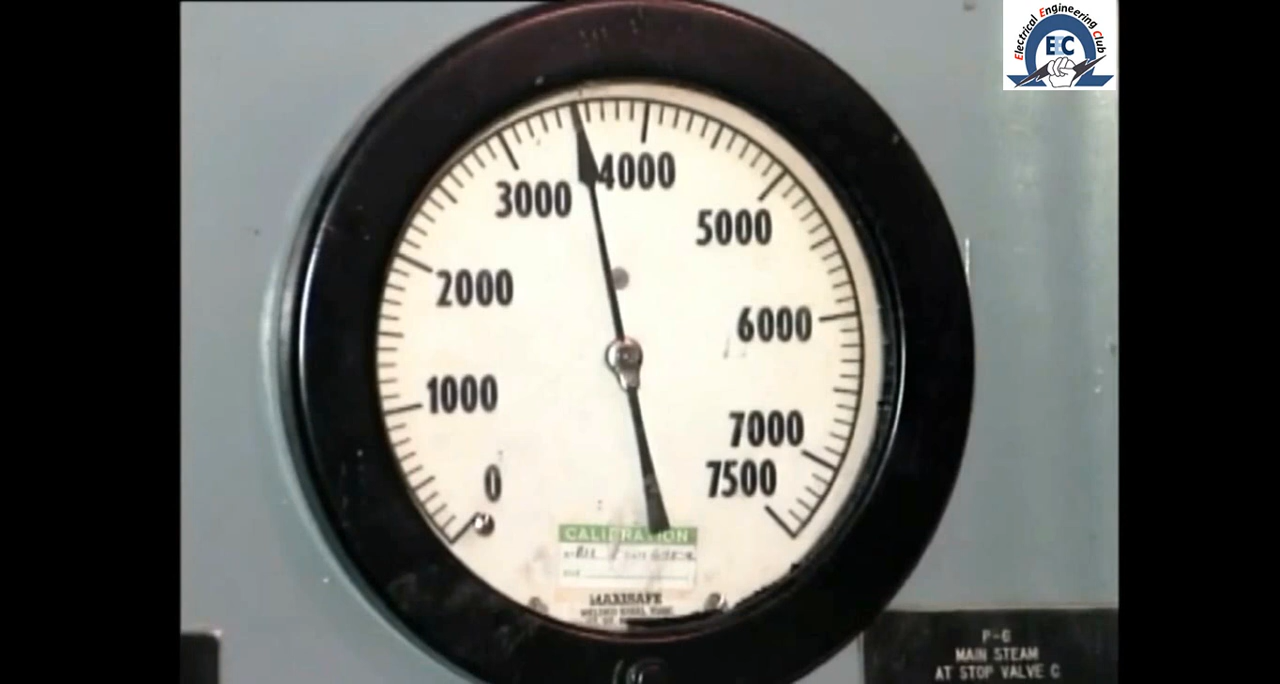 Electrical Engineering Club
EEC
4000
3000
5000
2000
6000
1000
7000
0
7500
CALIBRATION
MAXISAFE
P-6
MAIN STEAM
AT STOP VALVE C